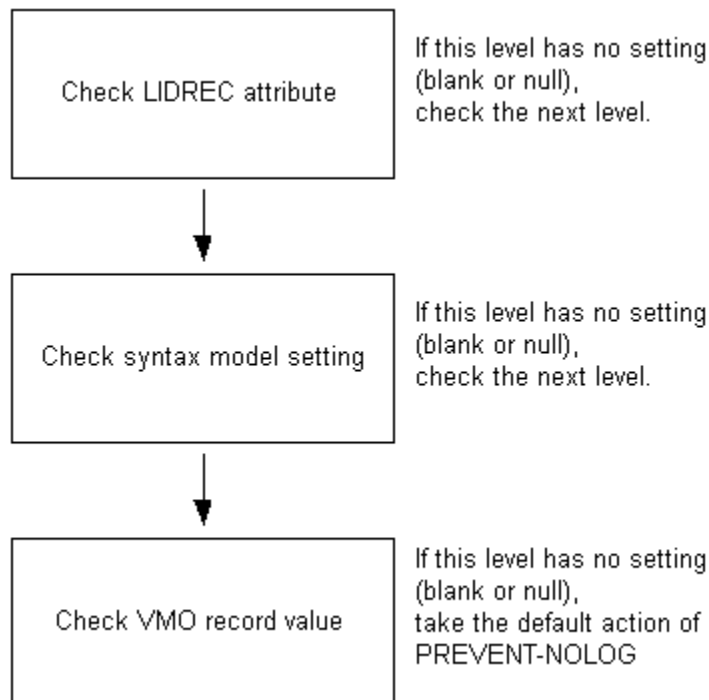 Check LIDREC attribute
If this level has no setting
(blank or null),
check the next level.
Check syntax model setting
If this level has no setting
(blank or null),
check the next level.
Check VMO record value
If this level has no setting
(blank or null),
take the default action of
PREVENT-NOLOG